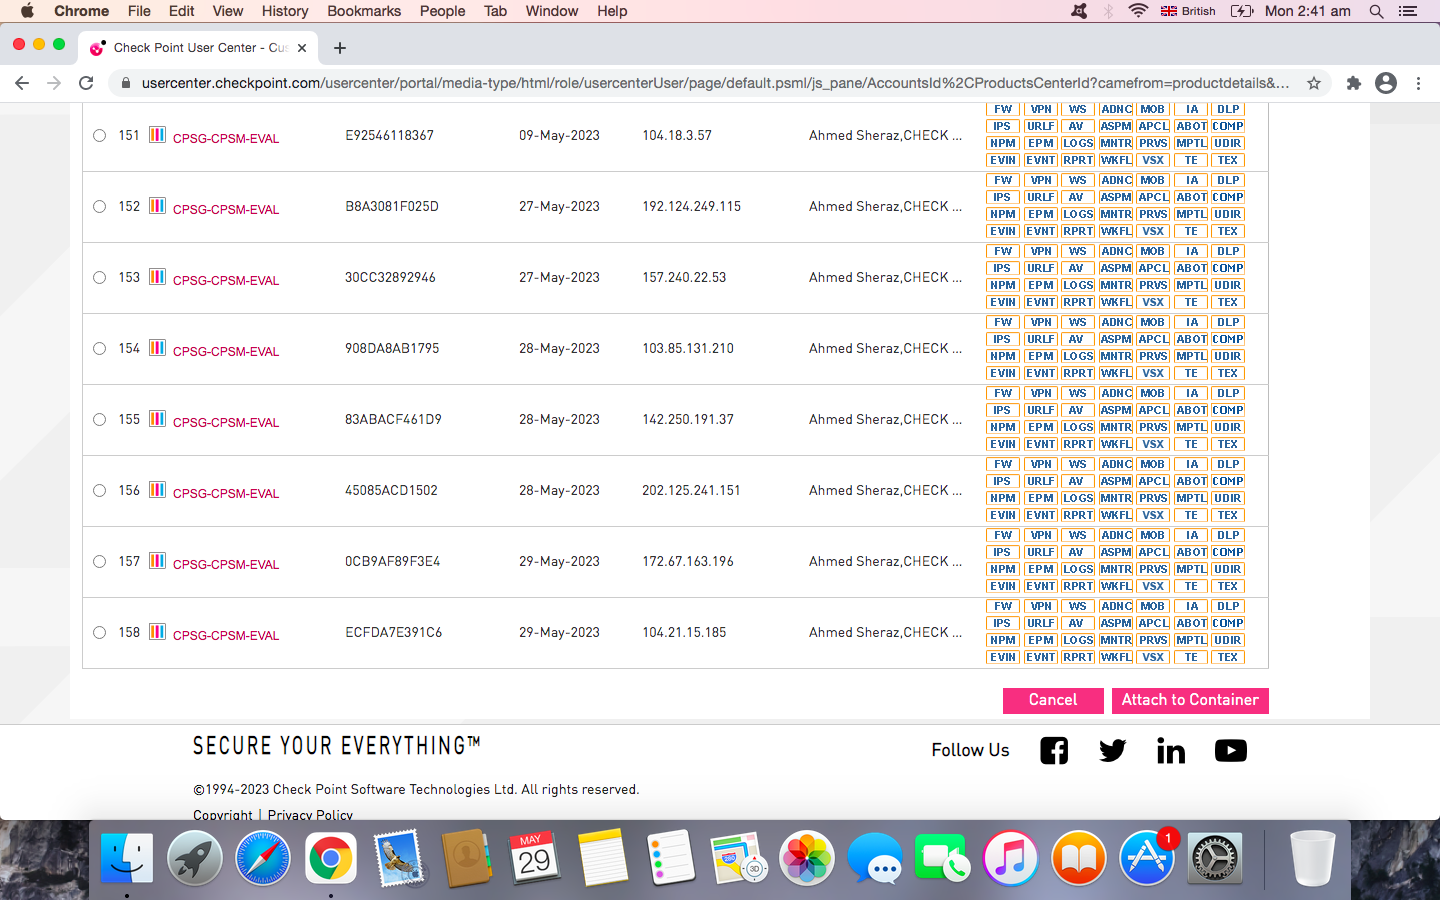 Chrome File Edit View History Bookmarks People Tab Window Help British Mon 2:41 am
Check Point User Center - Cus
usercenter.checkpoint.com/usercenter/portal/media-type/html/role/usercenterUser/page/default.psml/js_pane/AccountsId%2CProductsCenterId?camefrom=productdetails&...
FW VPN WS ADNC MOB IA DLP
151 CPSG-CPSM-EVAL E92546118367 09-May-2023 104.18.3.57 Ahmed Sheraz,CHECK ...
IPS URLF AV ASPM APCL ABOT COMP
NPM EPM LOGS MNTR PRVS MPTL UDIR
EVIN EVNT RPRT WKFL VSX TE TEX
FW VPN WS ADNC MOB IA DLP
152 CPSG-CPSM-EVAL B8A3081F025D 27-May-2023 192.124.249.115 Ahmed Sheraz,CHECK ...
IPS URLF AV ASPM APCL ABOT COMP
NPM EPM LOGS MNTR PRVS MPTL UDIR
EVIN EVNT RPRT WKFL VSX TE TEX
FW VPN WS ADNC MOB IA DLP
153 CPSG-CPSM-EVAL 30CC32892946 27-May-2023 157.240.22.53 Ahmed Sheraz,CHECK ...
IPS URLF AV ASPM APCL ABOT COMP
NPM EPM LOGS MNTR PRVS MPTL UDIR
EVIN EVNT RPRT WKFL VSX TE TEX
FW VPN WS ADNC MOB IA DLP
154 CPSG-CPSM-EVAL 908DA8AB1795 28-May-2023 103.85.131.210 Ahmed Sheraz,CHECK ...
IPS URLF AV ASPM APCL ABOT COMP
NPM EPM LOGS MNTR PRVS MPTL UDIR
EVIN EVNT RPRT WKFL VSX TE TEX
FW VPN WS ADNC MOB IA DLP
155 CPSG-CPSM-EVAL 83ABACF461D9 28-May-2023 142.250.191.37 Ahmed Sheraz,CHECK ...
IPS URLF AV ASPM APCL ABOT COMP
NPM EPM LOGS MNTR PRVS MPTL UDIR
EVIN EVNT RPRT WKFL VSX TE TEX
FW VPN WS ADNC MOB IA DLP
156 CPSG-CPSM-EVAL 45085ACD1502 28-May-2023 202.125.241.151 Ahmed Sheraz,CHECK ...
IPS URLF AV ASPM APCL ABOT COMP
NPM EPM LOGS MNTR PRVS MPTL UDIR
EVIN EVNT RPRT WKFL VSX TE TEX
FW VPN WS ADNC MOB IA DLP
157 CPSG-CPSM-EVAL 0CB9AF89F3E4 29-May-2023 172.67.163.196 Ahmed Sheraz,CHECK ...
IPS URLF AV ASPM APCL ABOT COMP
NPM EPM LOGS MNTR PRVS MPTL UDIR
EVIN EVNT RPRT WKFL VSX TE TEX
FW VPN WS ADNC MOB IA DLP
158 CPSG-CPSM-EVAL ECFDA7E391C6 29-May-2023 104.21.15.185 Ahmed Sheraz,CHECK ...
IPS URLF AV ASPM APCL ABOT COMP
NPM EPM LOGS MNTR PRVS MPTL UDIR
EVIN EVNT RPRT WKFL VSX TE TEX
Cancel Attach to Container
SECURE YOUR EVERYTHING™
Follow Us
©1994-2023 Check Point Software Technologies Ltd. All rights reserved.
Copyright | Privacy Policy
MAY
29
280
3D
1